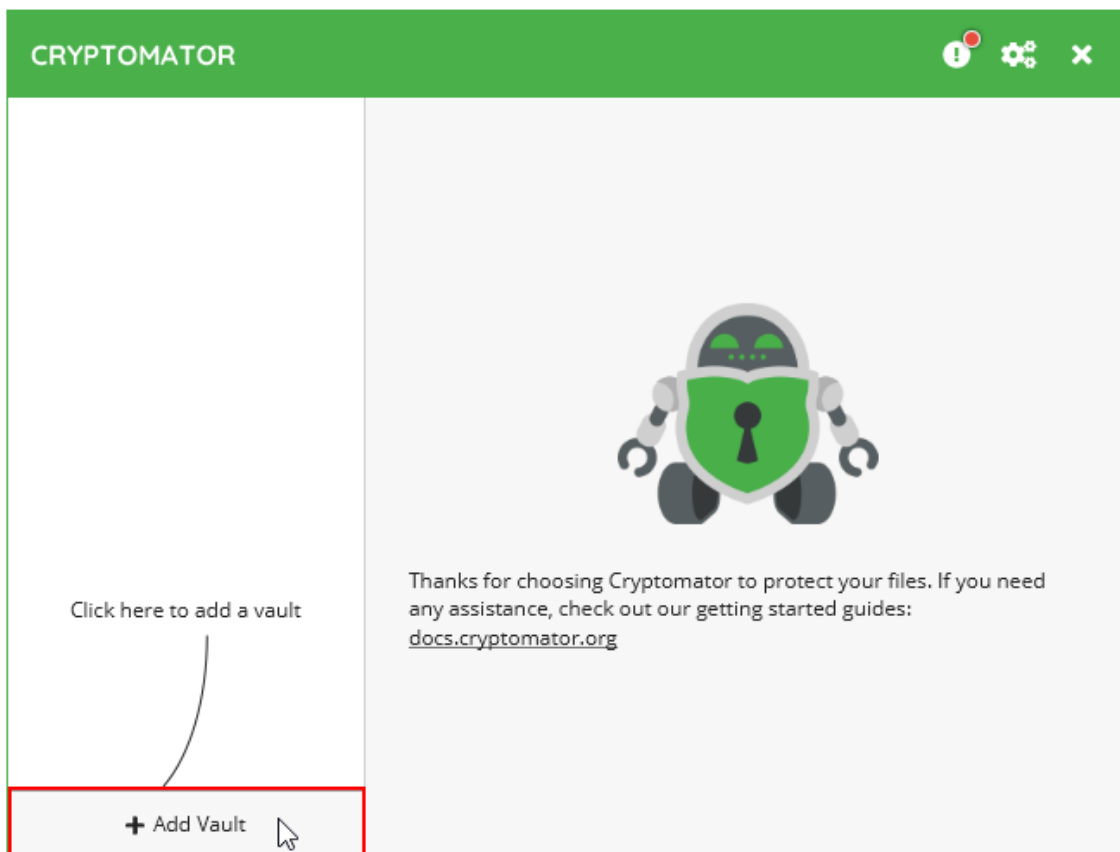 CRYPTOMATOR
Click here to add a vault
+ Add Vault
Thanks for choosing Cryptomator to protect your files. If you need
any assistance, check out our getting started guides:
docs.cryptomator.org